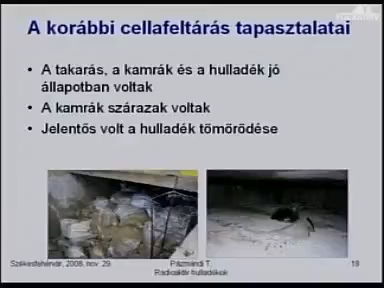 A korábbi cellafeltárás tapasztalatai
• A takarás, a kamrák és a hulladék jó
állapotban voltak
• A kamrák szárazak voltak
• Jelentős volt a hulladék tömörödése
Székesfehérvár, 2008. nov. 29.
Pázmándi T.
Radioaktív hulladékok